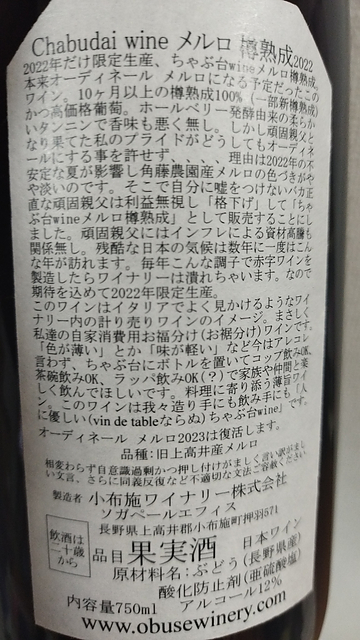 Chabudai wine メルロ 樽熟成2022
2022年だけ限定生産、ちゃぶ台wineメルロ樽熟成。
本来オーディネール メルロになる予定だったこの
ワイン。10ヶ月以上の樽熟成100%（一部新樽熟成）
かつ高価格葡萄。ホールベリー発酵由来の柔らか
いタンニンで香味も悪く無し。しかし頑固親父と
なり果てた私のプライドがどうしてもオーディネ
ールにする事を許せず、、、、、理由は2022年の不
安定な夏が影響し角藤農園産メルロの色づきがや
や淡いのです。そこで自分に嘘をつけないバカ正
直な頑固親父は利益無視し「格下げ」して「ちゃ
ぶ台wineメルロ樽熟成」として販売することにし
ました。頑固親父にはインフレによる資材高騰も
関係無し。残酷な日本の気候は数年に一度はこん
な年が訪れます。毎年こんな調子で赤字ワインを
製造したらワイナリーは潰れちゃいます。なので
期待を込めて2022年限定生産。
このワインはイタリアでよく見かけるようなワイ
ナリー内の計り売りワインのイメージ。まさしく
私達の自家消費用お福分け（お裾分け）ワインです。
「色が薄い」とか「味が軽い」など今はアレコレ
言わず、ちゃぶ台にボトルを置いてコップ飲みOK、
茶碗飲みOK、ラッパ飲みOK（？）で家族や仲間と楽
しく飲んでほしいです。料理に寄り添う薄旨ワイ
ン。このワインは我々造り手にも飲み手にも「人
に優しい(vin de tableならぬ)ちゃぶ台wine」です。
オーディネール メルロ2023は復活します。
品種：旧上高井産メルロ
相変わらず自意識過剰かつ押し付けがましく言い訳がまし
い文言、さらに同義反復など不適切な文法ご容赦ください
製造者 小布施ワイナリー株式会社
ソガペールエフィス
長野県上高井郡小布施町押羽571
飲酒は
二十歳
から
品目 果実酒 日本ワイン
原材料名：ぶどう（長野県産）
酸化防止剤（亜硫酸塩）
内容量750ml アルコール12%
www.obusewinery.com